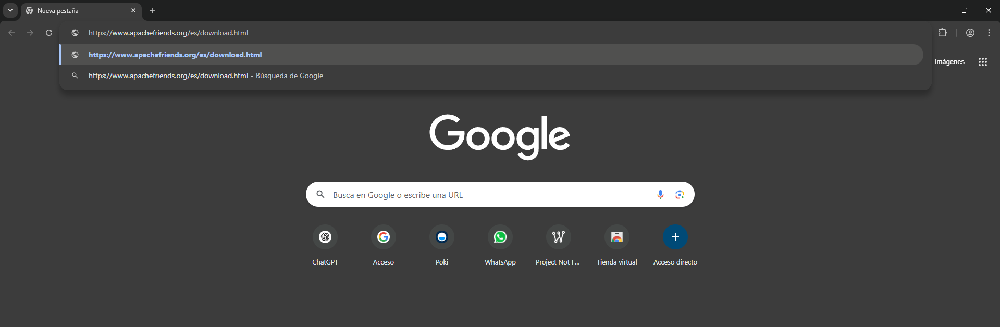 Nueva pestaña
https://www.apachefriends.org/es/download.html
https://www.apachefriends.org/es/download.html
https://www.apachefriends.org/es/download.html - Búsqueda de Google
Imágenes
Google
Busca en Google o escribe una URL
ChatGPT
Acceso
Poki
WhatsApp
Project Not F...
Tienda virtual
Acceso directo